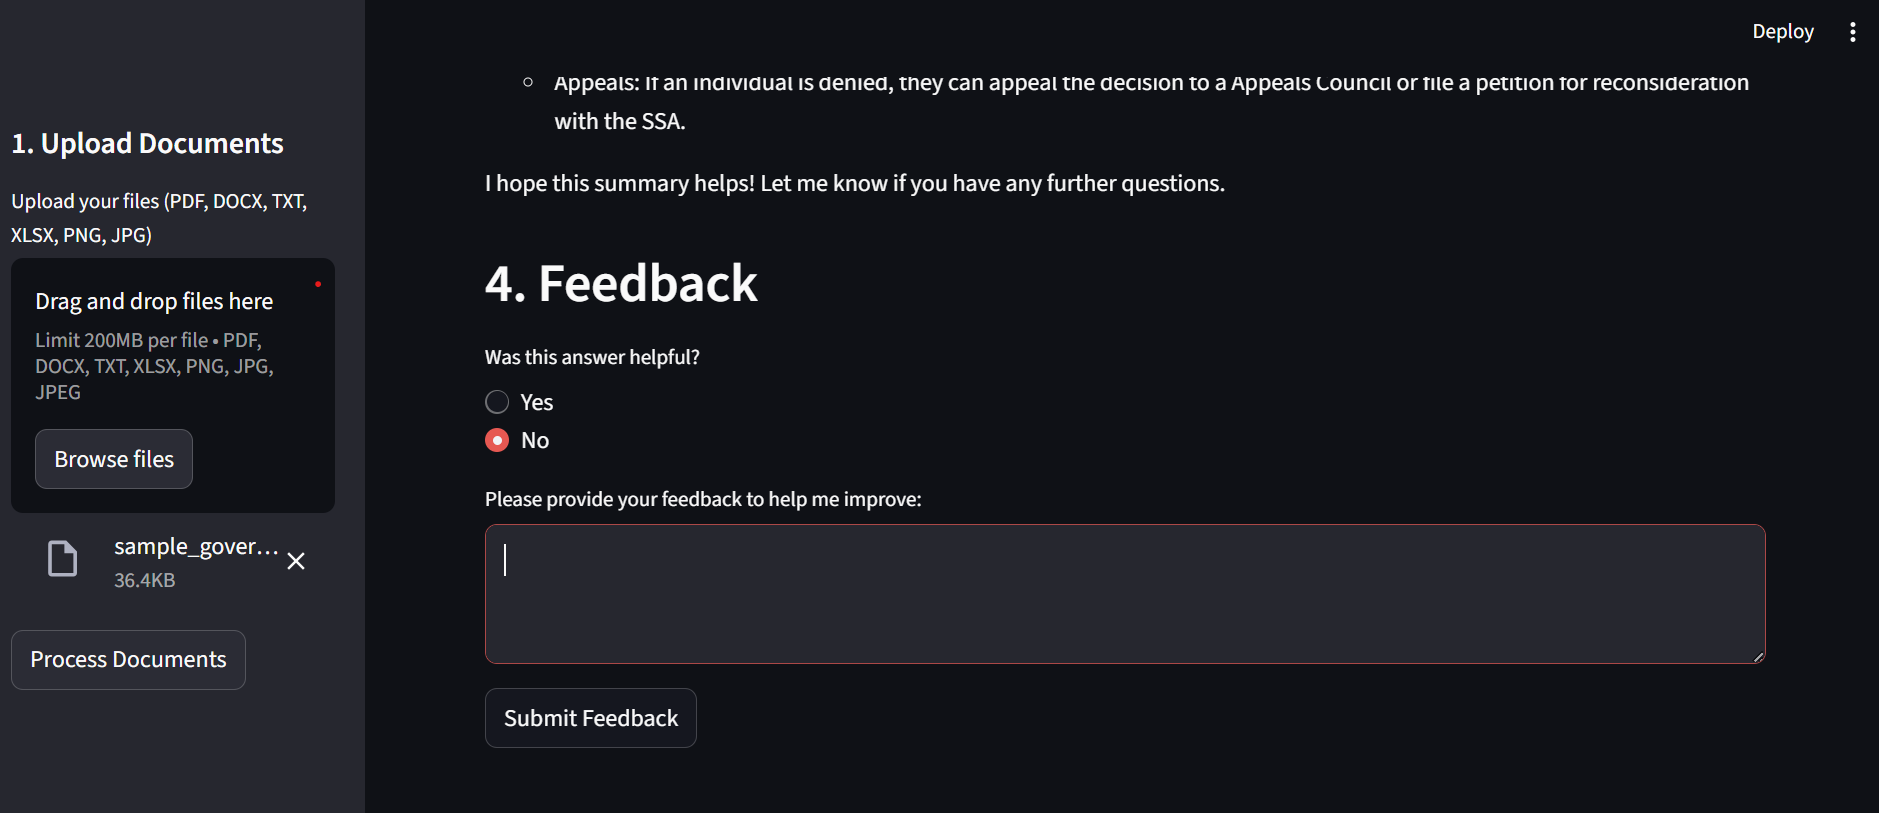 Deploy
1. Upload Documents
Upload your files (PDF, DOCX, TXT,
XLSX, PNG, JPG)
Drag and drop files here
Limit 200MB per file • PDF,
DOCX, TXT, XLSX, PNG, JPG,
JPEG
Browse files
sample_gover...
36.4KB
Process Documents
Appeals: If an individual is denied, they can appeal the decision to a Appeals Council or file a petition for reconsideration
with the SSA.
I hope this summary helps! Let me know if you have any further questions.
4. Feedback
Was this answer helpful?
Yes
No
Please provide your feedback to help me improve:
Submit Feedback